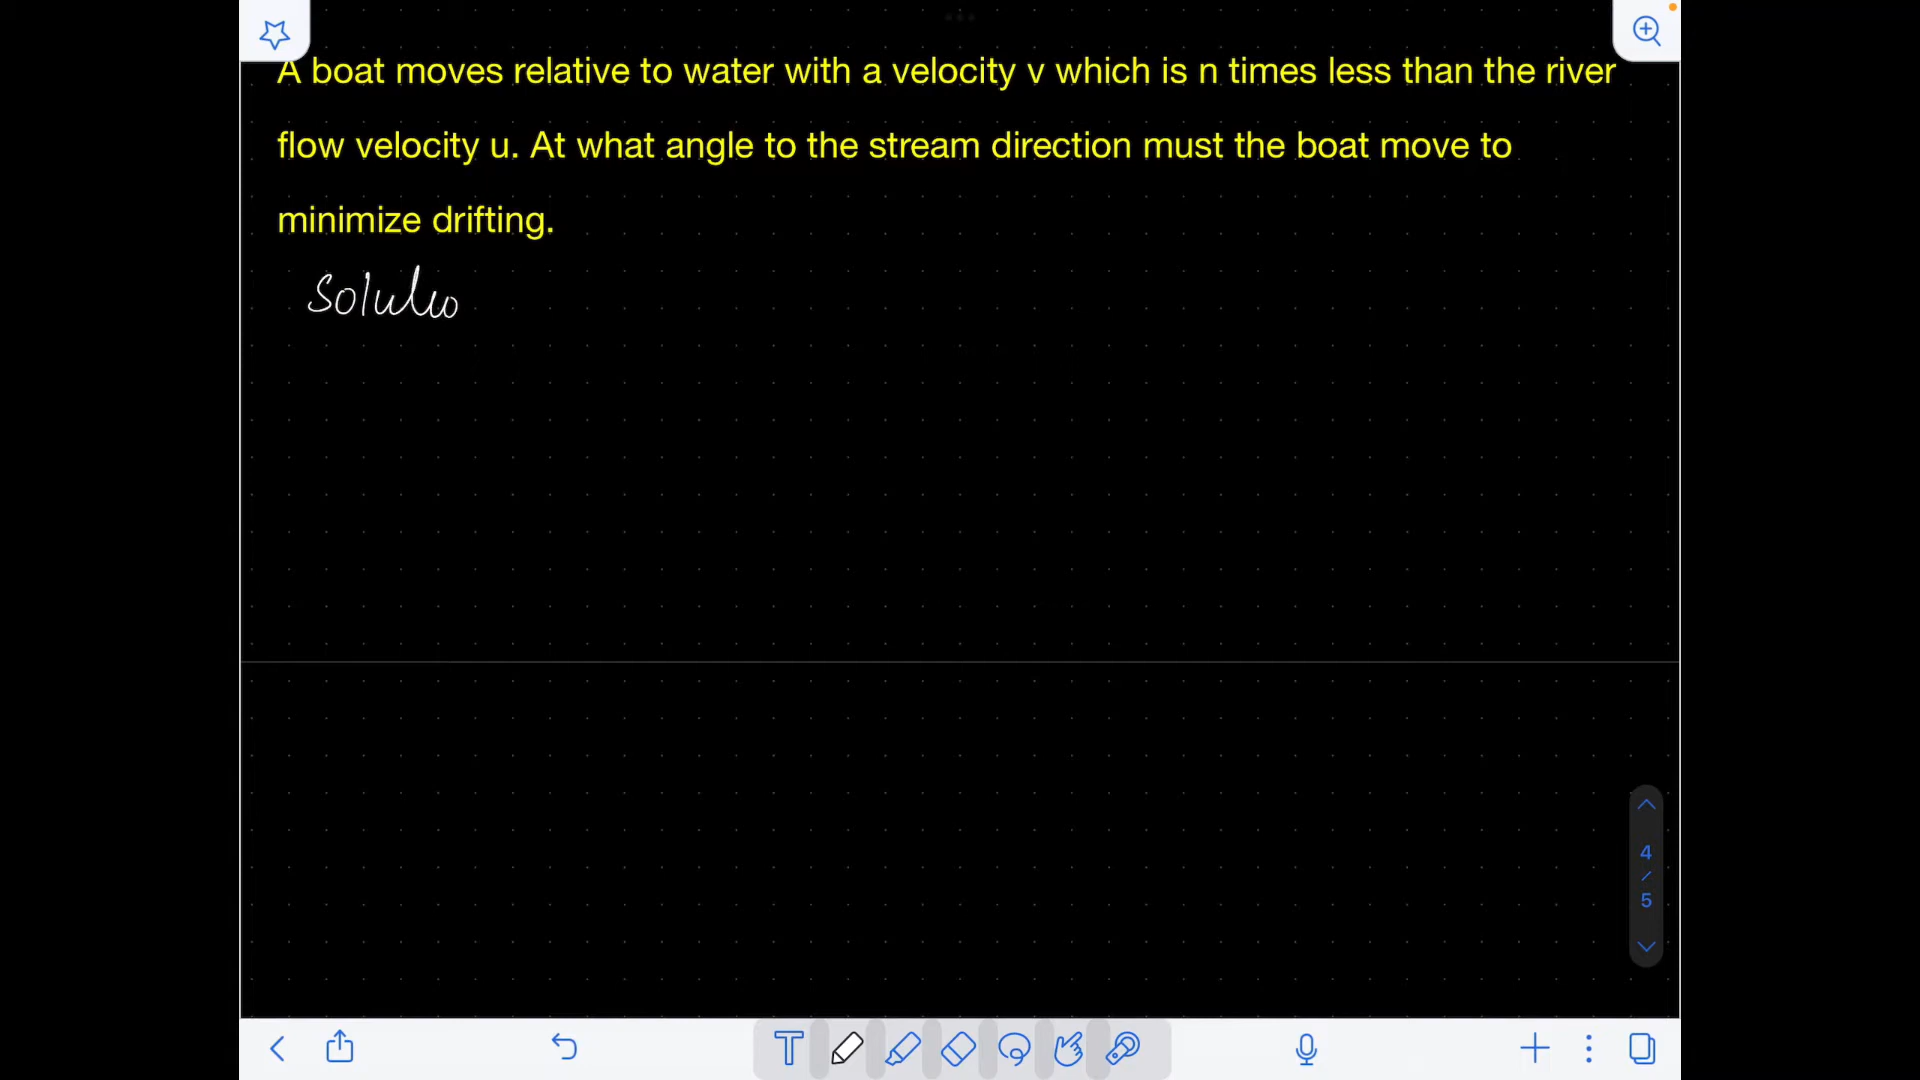 A boat moves relative to water with a velocity v which is n times less than the river
flow velocity u. At what angle to the stream direction must the boat move to
minimize drifting.
Solutio
4
/
5